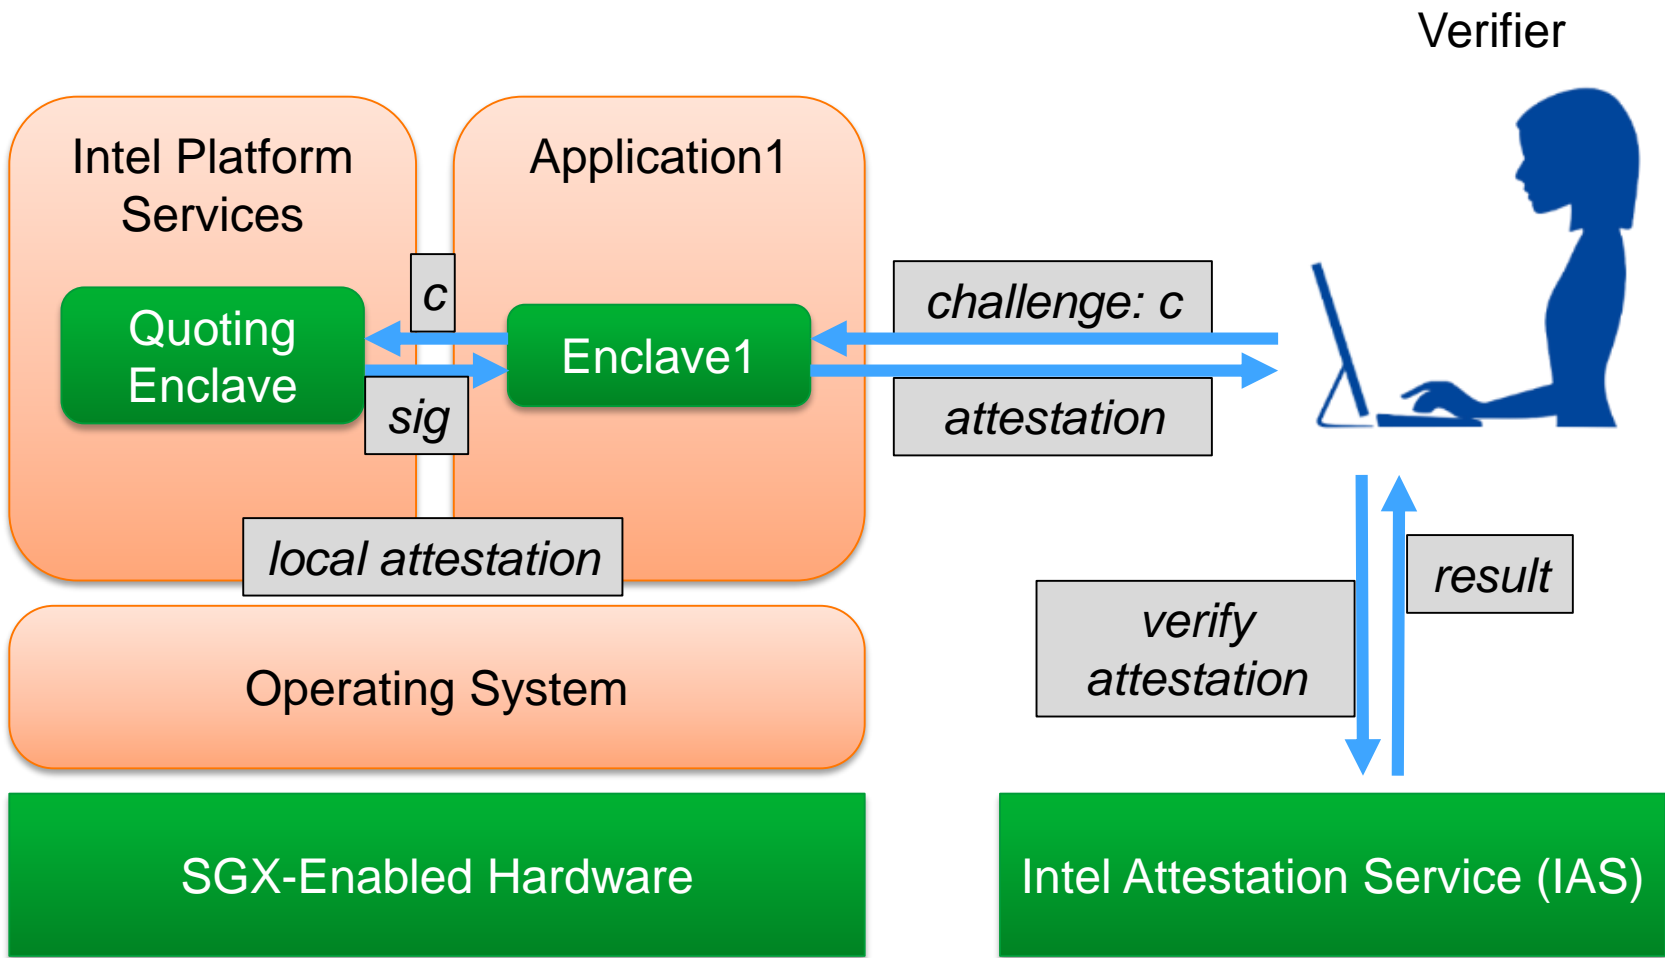 Verifier
Intel Platform
Services
Application1
c
challenge: c
Quoting
Enclave
Enclave1
sig
attestation
local attestation
result
verify
attestation
Operating System
SGX-Enabled Hardware
Intel Attestation Service (IAS)